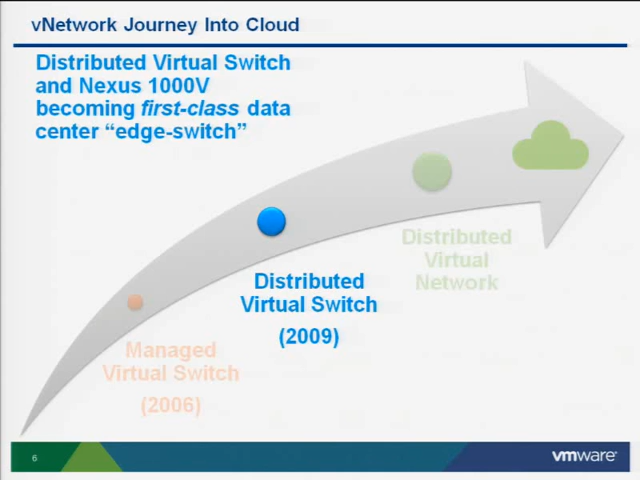 vNetwork Journey Into Cloud
Distributed Virtual Switch
and Nexus 1000V
becoming first-class data
center “edge-switch”
Distributed
Virtual
Network
Distributed
Virtual Switch
(2009)
Managed
Virtual Switch
(2006)
6
vmware®